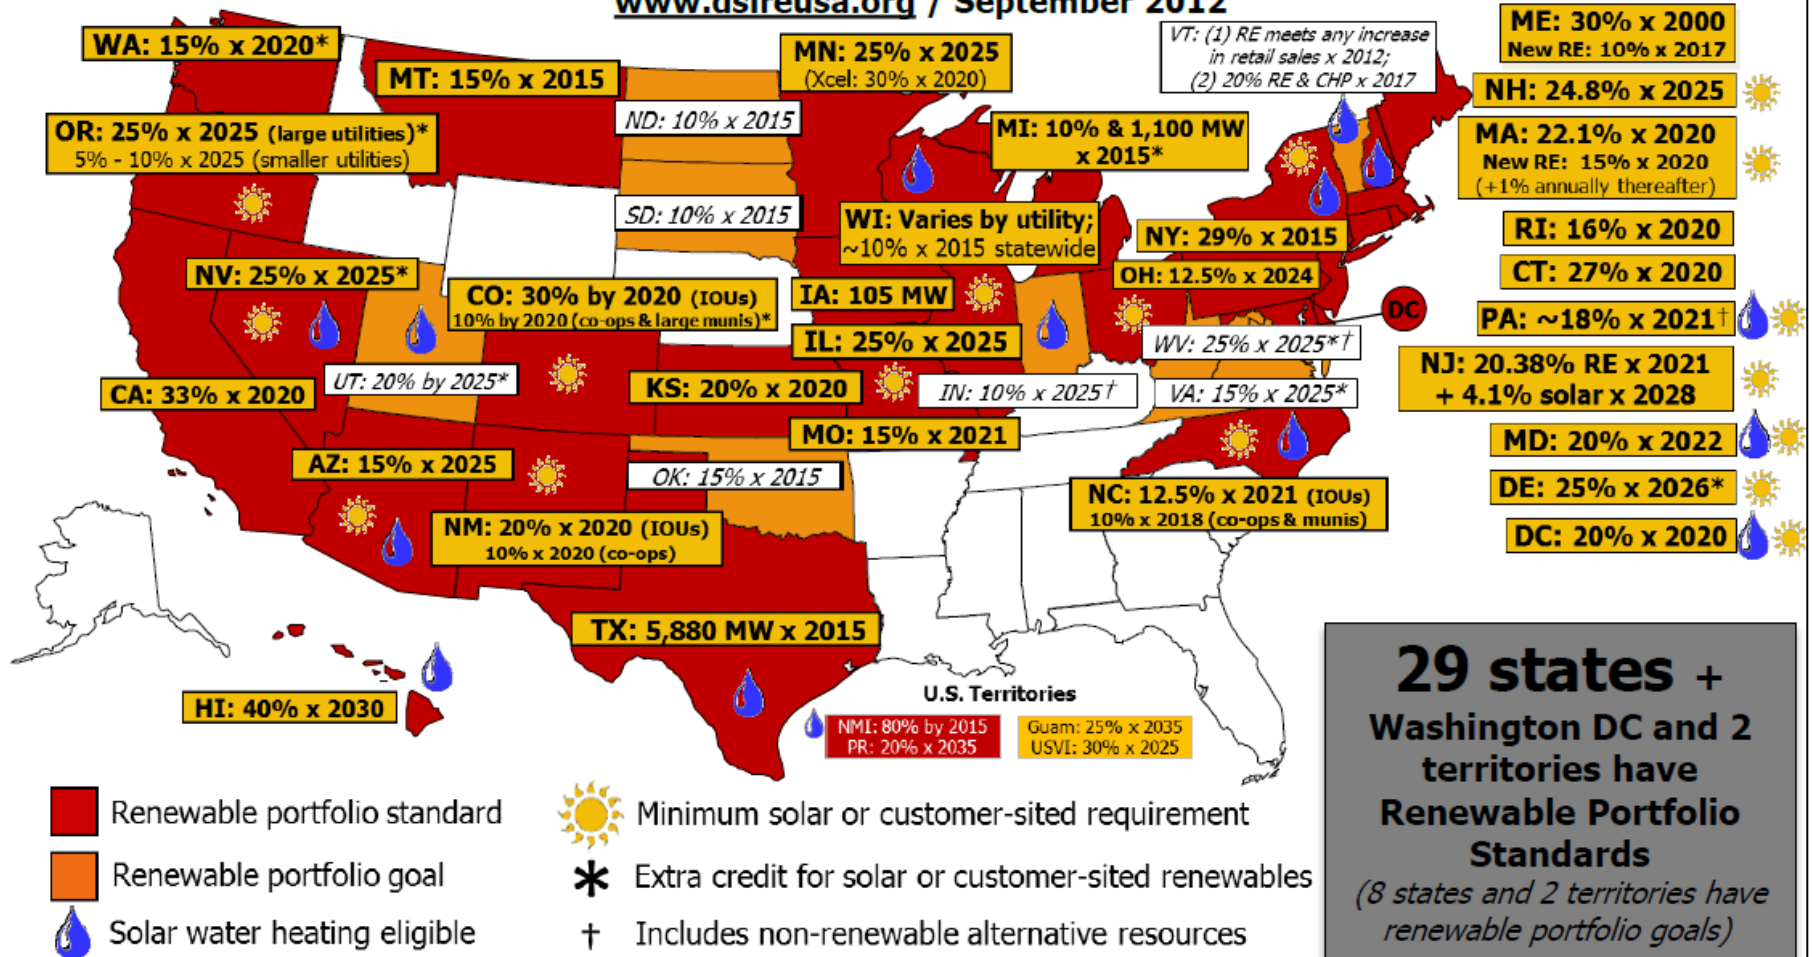 www.dsireusa.org / September 2012
WA: 15% x 2020*
MT: 15% x 2015
MN: 25% x 2025
(Xcel: 30% x 2020)
VT: (1) RE meets any increase
in retail sales x 2012;
(2) 20% RE & CHP x 2017
ME: 30% x 2000
New RE: 10% x 2017
NH: 24.8% x 2025
OR: 25% x 2025 (large utilities)*
5% - 10% x 2025 (smaller utilities)
ND: 10% x 2015
MI: 10% & 1,100 MW
x 2015*
MA: 22.1% x 2020
New RE: 15% x 2020
(+1% annually thereafter)
SD: 10% x 2015
WI: Varies by utility;
~10% x 2015 statewide
NY: 29% x 2015
RI: 16% x 2020
NV: 25% x 2025*
CO: 30% by 2020 (IOUs)
10% by 2020 (co-ops & large munis)*
IA: 105 MW
OH: 12.5% x 2024
CT: 27% x 2020
DC
PA: ~18% x 2021†
IL: 25% x 2025
WV: 25% x 2025*†
NJ: 20.38% RE x 2021
+ 4.1% solar x 2028
CA: 33% x 2020
UT: 20% by 2025*
KS: 20% x 2020
IN: 10% x 2025†
VA: 15% x 2025*
MO: 15% x 2021
MD: 20% x 2022
AZ: 15% x 2025
OK: 15% x 2015
DE: 25% x 2026*
NC: 12.5% x 2021 (IOUs)
10% x 2018 (co-ops & munis)
NM: 20% x 2020 (IOUs)
10% x 2020 (co-ops)
DC: 20% x 2020
TX: 5,880 MW x 2015
HI: 40% x 2030
U.S. Territories
NMI: 80% by 2015
PR: 20% x 2035
Guam: 25% x 2035
USVI: 30% x 2025
29 states +
Washington DC and 2
territories have
Renewable Portfolio
Standards
(8 states and 2 territories have
renewable portfolio goals)
Renewable portfolio standard
Minimum solar or customer-sited requirement
Renewable portfolio goal
* Extra credit for solar or customer-sited renewables
Solar water heating eligible
† Includes non-renewable alternative resources